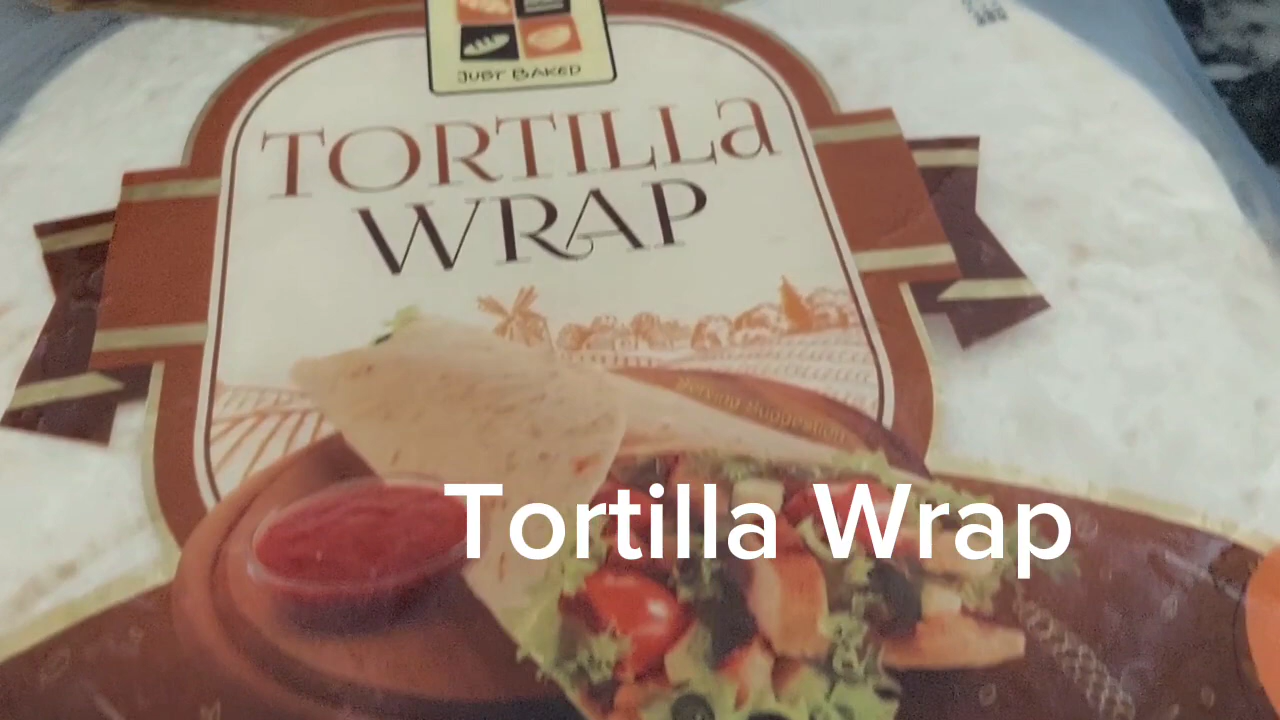 JUST BAKED
TORTILLa
WRAP
Serving Suggestion
Tortilla Wrap